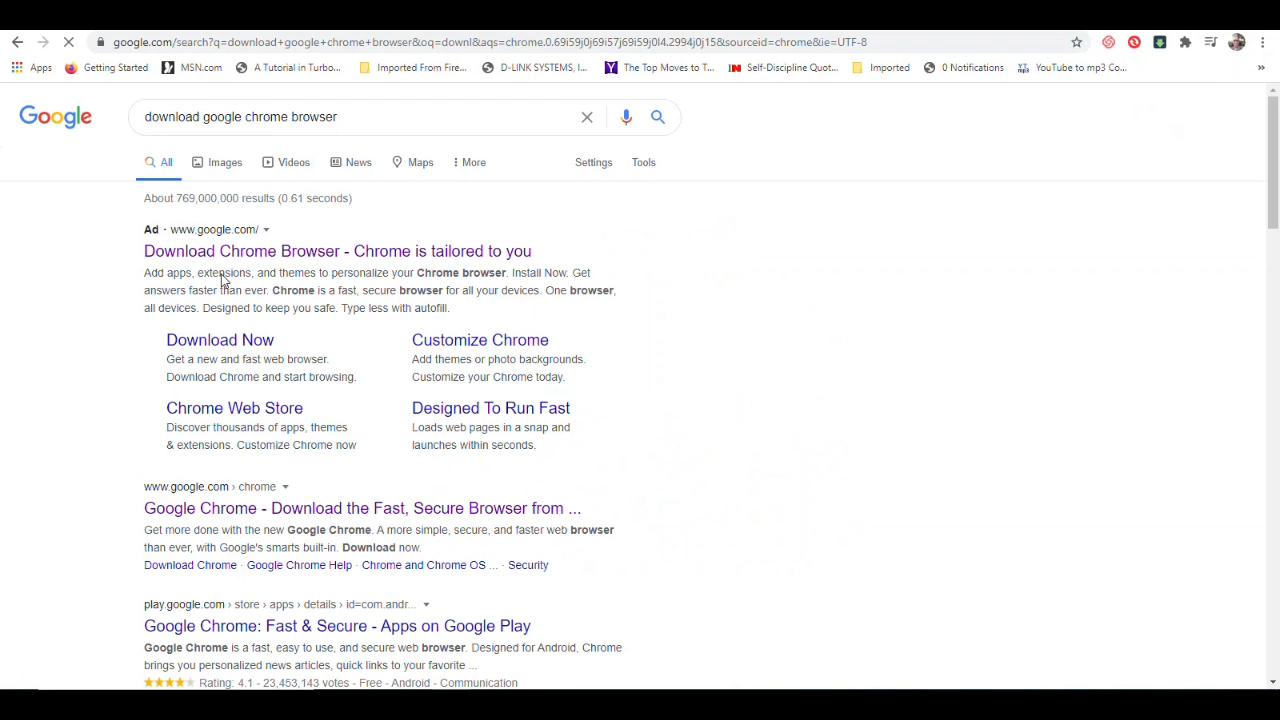 google.com/search?q=download+google+chrome+browser&oq=downl&aqs=chrome.0.69i59j0j69i57j69i59j0l4.2994j0j15&sourceid=chrome&ie=UTF-8
Apps Getting Started MSN.com A Tutorial in Turbo... Imported From Fire... D-LINK SYSTEMS, I... The Top Moves to T... Self-Discipline Quot... Imported 0 Notifications YouTube to mp3 Co... »
Google download google chrome browser
All Images Videos News Maps More Settings Tools
About 769,000,000 results (0.61 seconds)
Ad · www.google.com/
Download Chrome Browser - Chrome is tailored to you
Add apps, extensions, and themes to personalize your Chrome browser. Install Now. Get
answers faster than ever. Chrome is a fast, secure browser for all your devices. One browser,
all devices. Designed to keep you safe. Type less with autofill.
Download Now
Get a new and fast web browser.
Download Chrome and start browsing.
Customize Chrome
Add themes or photo backgrounds.
Customize your Chrome today.
Chrome Web Store
Discover thousands of apps, themes
& extensions. Customize Chrome now
Designed To Run Fast
Loads web pages in a snap and
launches within seconds.
www.google.com › chrome
Google Chrome - Download the Fast, Secure Browser from ...
Get more done with the new Google Chrome. A more simple, secure, and faster web browser
than ever, with Google's smarts built-in. Download now.
Download Chrome · Google Chrome Help · Chrome and Chrome OS ... · Security
play.google.com › store › apps › details › id=com.andr...
Google Chrome: Fast & Secure - Apps on Google Play
Google Chrome is a fast, easy to use, and secure web browser. Designed for Android, Chrome
brings you personalized news articles, quick links to your favorite ...
Rating: 4.1 - 23,453,143 votes - Free - Android - Communication